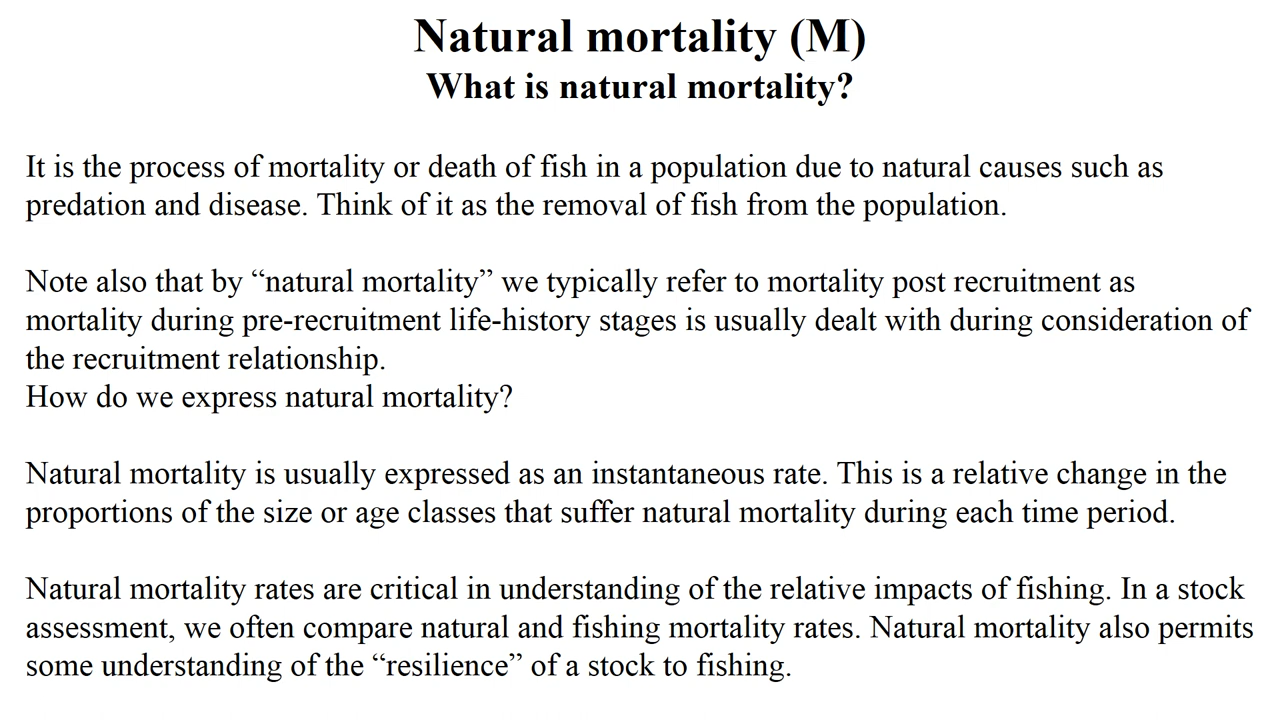 Natural mortality (M)
What is natural mortality?
It is the process of mortality or death of fish in a population due to natural causes such as
predation and disease. Think of it as the removal of fish from the population.
Note also that by “natural mortality” we typically refer to mortality post recruitment as
mortality during pre-recruitment life-history stages is usually dealt with during consideration of
the recruitment relationship.
How do we express natural mortality?
Natural mortality is usually expressed as an instantaneous rate. This is a relative change in the
proportions of the size or age classes that suffer natural mortality during each time period.
Natural mortality rates are critical in understanding of the relative impacts of fishing. In a stock
assessment, we often compare natural and fishing mortality rates. Natural mortality also permits
some understanding of the “resilience” of a stock to fishing.